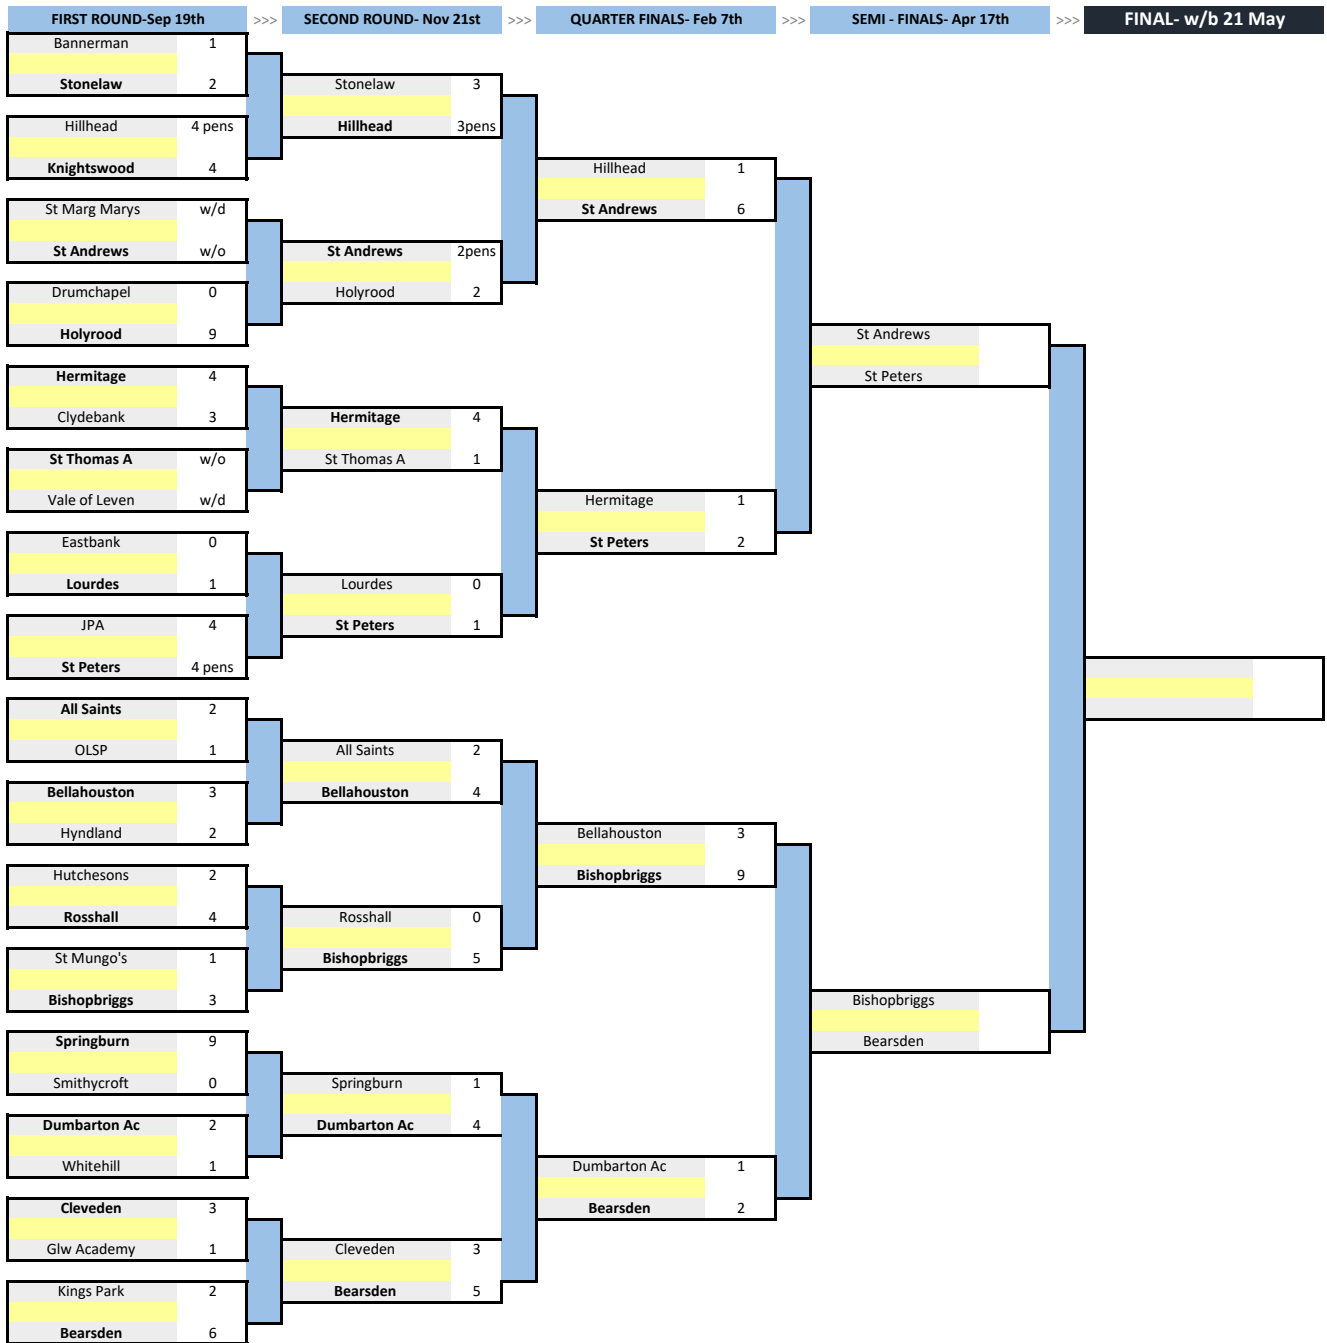 FIRST ROUND-Sep 19th >>> SECOND ROUND- Nov 21st >>> QUARTER FINALS- Feb 7th >>> SEMI - FINALS- Apr 17th >>> FINAL- w/b 21 May
Bannerman 1
Stonelaw 2
Hillhead 4 pens
Knightswood 4
St Marg Marys w/d
St Andrews w/o
Drumchapel 0
Holyrood 9
Hermitage 4
Clydebank 3
St Thomas A w/o
Vale of Leven w/d
Eastbank 0
Lourdes 1
JPA 4
St Peters 4 pens
All Saints 2
OLSP 1
Bellahouston 3
Hyndland 2
Hutchesons 2
Rosshall 4
St Mungo's 1
Bishopbriggs 3
Springburn 9
Smithycroft 0
Dumbarton Ac 2
Whitehill 1
Cleveden 3
Glw Academy 1
Kings Park 2
Bearsden 6
Stonelaw 3
Hillhead 3pens
St Andrews 2pens
Holyrood 2
Hermitage 4
St Thomas A 1
Lourdes 0
St Peters 1
All Saints 2
Bellahouston 4
Rosshall 0
Bishopbriggs 5
Springburn 1
Dumbarton Ac 4
Cleveden 3
Bearsden 5
Hillhead 1
St Andrews 6
Hermitage 1
St Peters 2
Bellahouston 3
Bishopbriggs 9
Dumbarton Ac 1
Bearsden 2
St Andrews
St Peters
Bishopbriggs
Bearsden